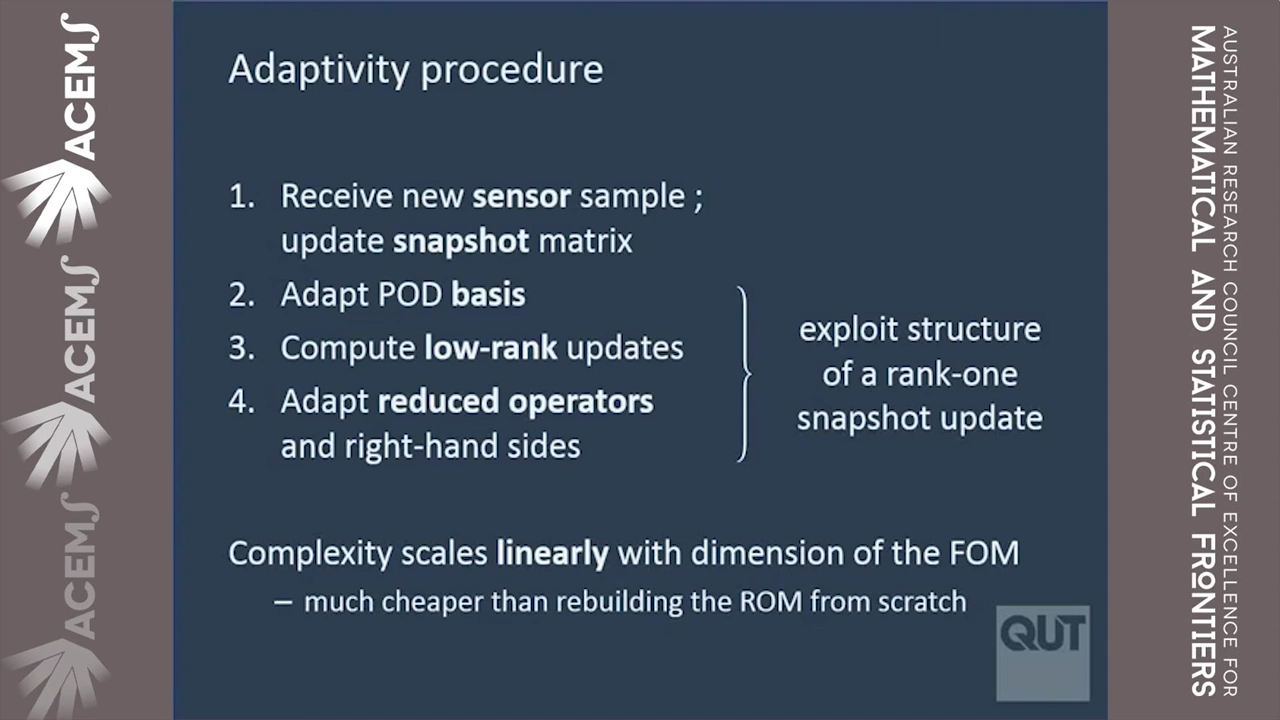 Adaptivity procedure
1. Receive new sensor sample ;
update snapshot matrix
2. Adapt POD basis
3. Compute low-rank updates
4. Adapt reduced operators
and right-hand sides
exploit structure
of a rank-one
snapshot update
Complexity scales linearly with dimension of the FOM
– much cheaper than rebuilding the ROM from scratch
QUT
ACEMS
ACEMS
ACEMS
AUSTRALIAN RESEARCH COUNCIL CENTRE OF EXCELLENCE FOR
MATHEMATICAL AND STATISTICAL FRONTIERS